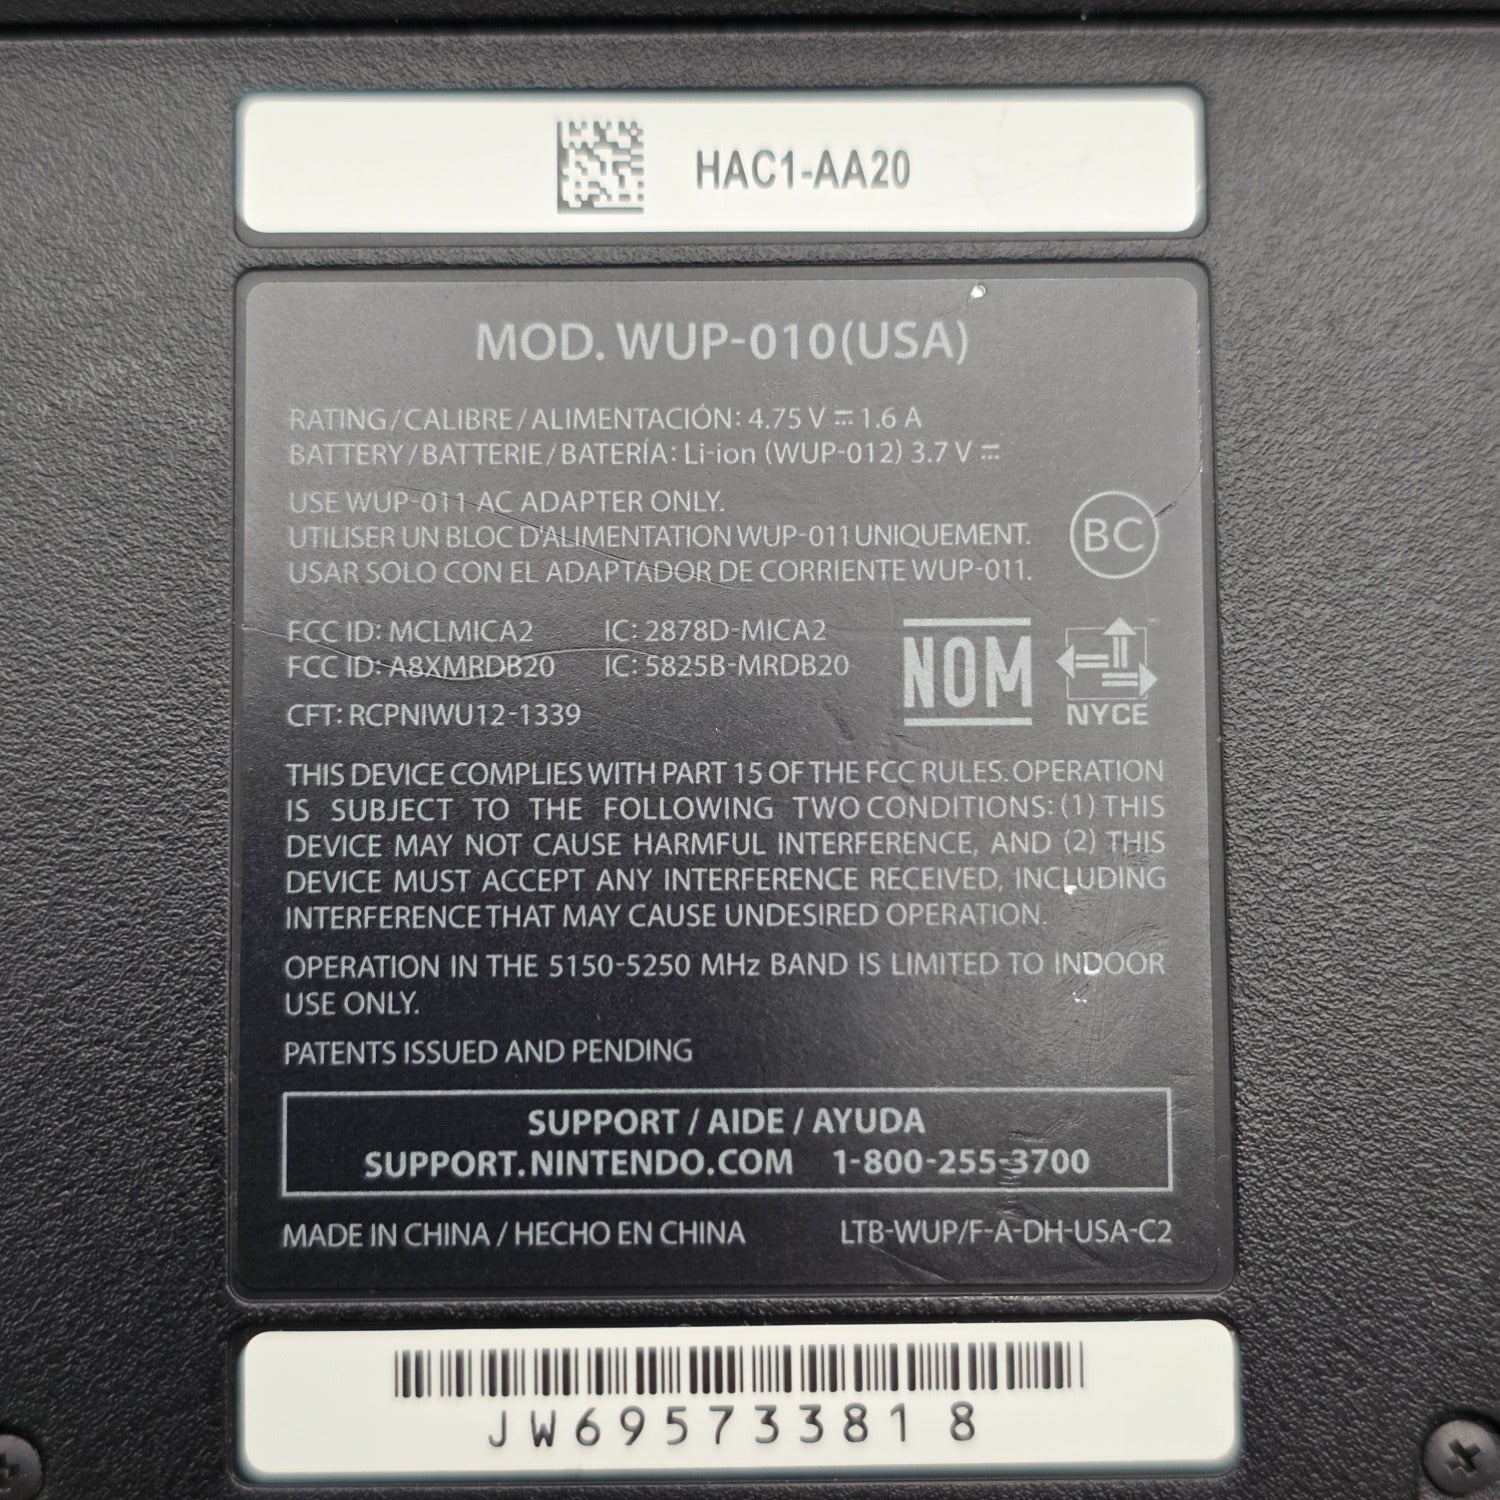 HAC1-AA20
MOD. WUP-010(USA)
RATING/CALIBRE/ALIMENTACIÓN: 4.75 V ⎓ 1.6 A
BATTERY/BATTERIE/BATERÍA: Li-ion (WUP-012) 3.7 V ⎓
USE WUP-011 AC ADAPTER ONLY.
UTILISER UN BLOC D'ALIMENTATION WUP-011 UNIQUEMENT.
USAR SOLO CON EL ADAPTADOR DE CORRIENTE WUP-011.
BC
FCC ID: MCLMICA2 IC: 2878D-MICA2
FCC ID: A8XMRDB20 IC: 5825B-MRDB20
CFT: RCPNIWU12-1339
NOM
NYCE
THIS DEVICE COMPLIES WITH PART 15 OF THE FCC RULES. OPERATION
IS SUBJECT TO THE FOLLOWING TWO CONDITIONS: (1) THIS
DEVICE MAY NOT CAUSE HARMFUL INTERFERENCE, AND (2) THIS
DEVICE MUST ACCEPT ANY INTERFERENCE RECEIVED, INCLUDING
INTERFERENCE THAT MAY CAUSE UNDESIRED OPERATION.
OPERATION IN THE 5150-5250 MHz BAND IS LIMITED TO INDOOR
USE ONLY.
PATENTS ISSUED AND PENDING
SUPPORT / AIDE / AYUDA
SUPPORT.NINTENDO.COM 1-800-255-3700
MADE IN CHINA / HECHO EN CHINA LTB-WUP/F-A-DH-USA-C2
JW695733818